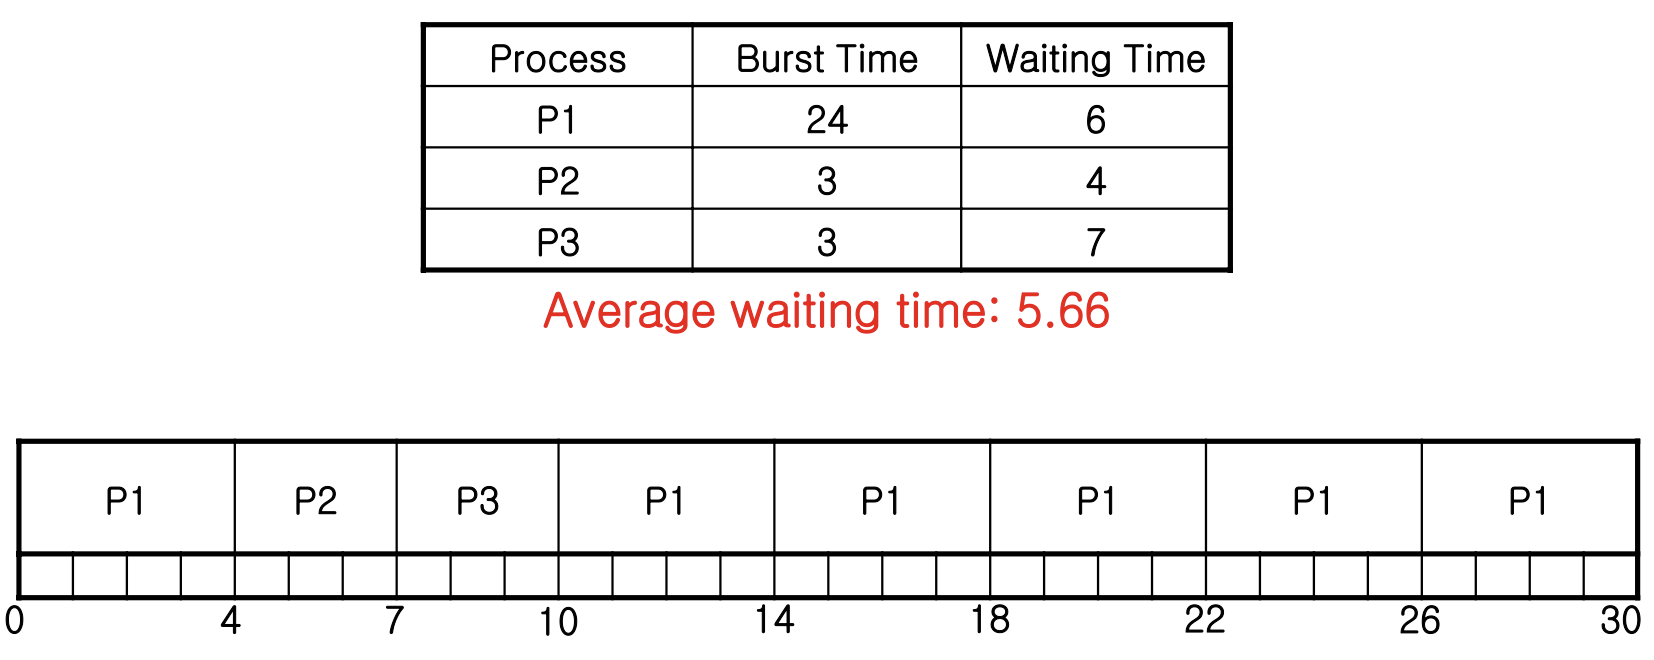 Process Burst Time Waiting Time
P1 24 6
P2 3 4
P3 3 7
Average waiting time: 5.66
P1 P2 P3 P1 P1 P1 P1 P1
0 4 7 10 14 18 22 26 30